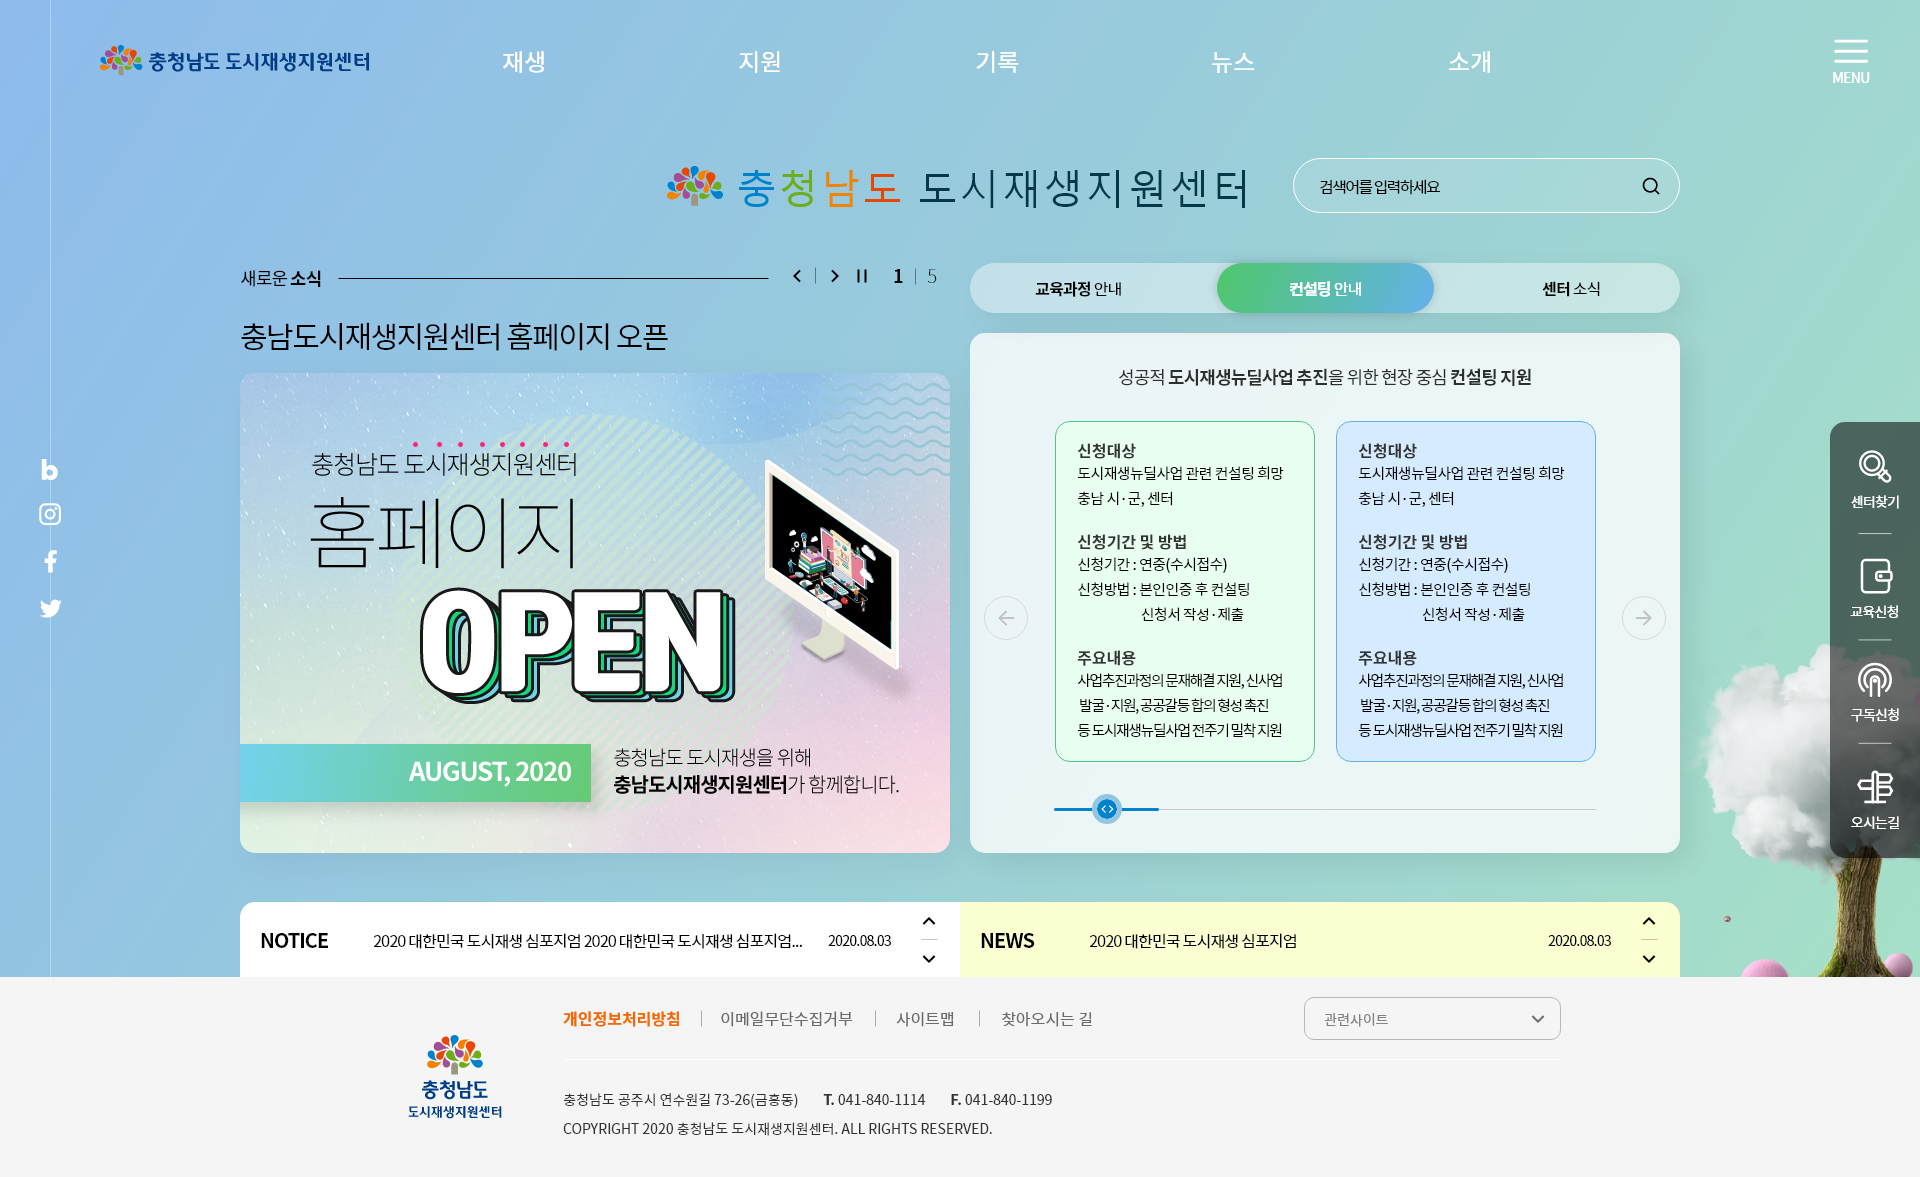 충청남도 도시재생지원센터
재생
지원
기록
뉴스
소개
MENU
충청남도 도시재생지원센터
검색어를 입력하세요
새로운 소식
1 | 5
충남도시재생지원센터 홈페이지 오픈
충청남도 도시재생지원센터
홈페이지
OPEN
AUGUST, 2020
충청남도 도시재생을 위해
충남도시재생지원센터가 함께합니다.
교육과정 안내
컨설팅 안내
센터 소식
성공적 도시재생뉴딜사업 추진을 위한 현장 중심 컨설팅 지원
신청대상
도시재생뉴딜사업 관련 컨설팅 희망
충남 시·군, 센터
신청기간 및 방법
신청기간 : 연중(수시접수)
신청방법 : 본인인증 후 컨설팅
신청서 작성·제출
주요내용
사업추진과정의 문재해결 지원, 신사업
발굴·지원, 공공갈등 합의 형성 촉진
등 도시재생뉴딜사업 전주기 밀착 지원
신청대상
도시재생뉴딜사업 관련 컨설팅 희망
충남 시·군, 센터
신청기간 및 방법
신청기간 : 연중(수시접수)
신청방법 : 본인인증 후 컨설팅
신청서 작성·제출
주요내용
사업추진과정의 문재해결 지원, 신사업
발굴·지원, 공공갈등 합의 형성 촉진
등 도시재생뉴딜사업 전주기 밀착 지원
센터찾기
교육신청
구독신청
오시는길
NOTICE
2020 대한민국 도시재생 심포지엄 2020 대한민국 도시재생 심포지엄...
2020.08.03
NEWS
2020 대한민국 도시재생 심포지엄
2020.08.03
충청남도
도시재생지원센터
개인정보처리방침
이메일무단수집거부
사이트맵
찾아오시는 길
관련사이트
충청남도 공주시 연수원길 73-26(금흥동) T. 041-840-1114 F. 041-840-1199
COPYRIGHT 2020 충청남도 도시재생지원센터. ALL RIGHTS RESERVED.